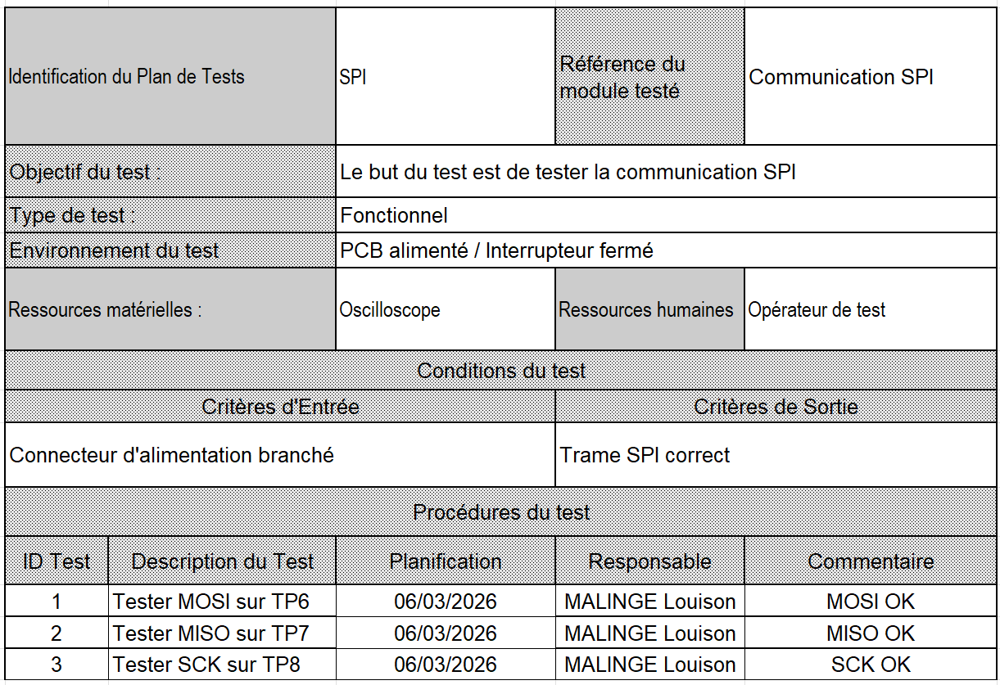 Identification du Plan de Tests
SPI
Référence du
module testé
Communication SPI
Objectif du test :
Le but du test est de tester la communication SPI
Type de test :
Fonctionnel
Environnement du test
PCB alimenté / Interrupteur fermé
Ressources matérielles :
Oscilloscope
Ressources humaines
Opérateur de test
Conditions du test
Critères d'Entrée
Critères de Sortie
Connecteur d'alimentation branché
Trame SPI correct
Procédures du test
ID Test
Description du Test
Planification
Responsable
Commentaire
1
Tester MOSI sur TP6
06/03/2026
MALINGE Louison
MOSI OK
2
Tester MISO sur TP7
06/03/2026
MALINGE Louison
MISO OK
3
Tester SCK sur TP8
06/03/2026
MALINGE Louison
SCK OK